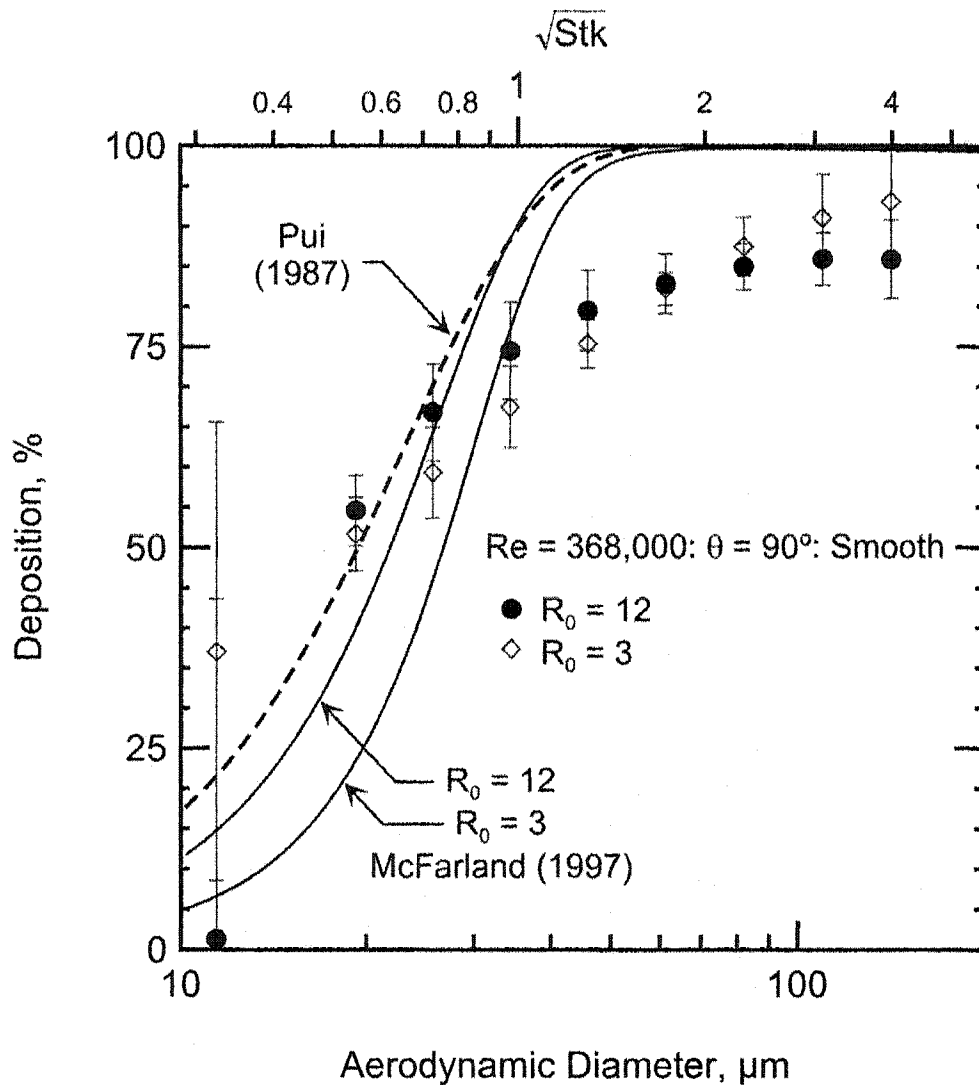 √Stk
0.4 0.6 0.8 1 2 4
100
Pui
(1987)
75
50
Re = 368,000: θ = 90º: Smooth
R₀ = 12
R₀ = 3
25
R₀ = 12
R₀ = 3
McFarland (1997)
0
10 100
Deposition, %
Aerodynamic Diameter, µm